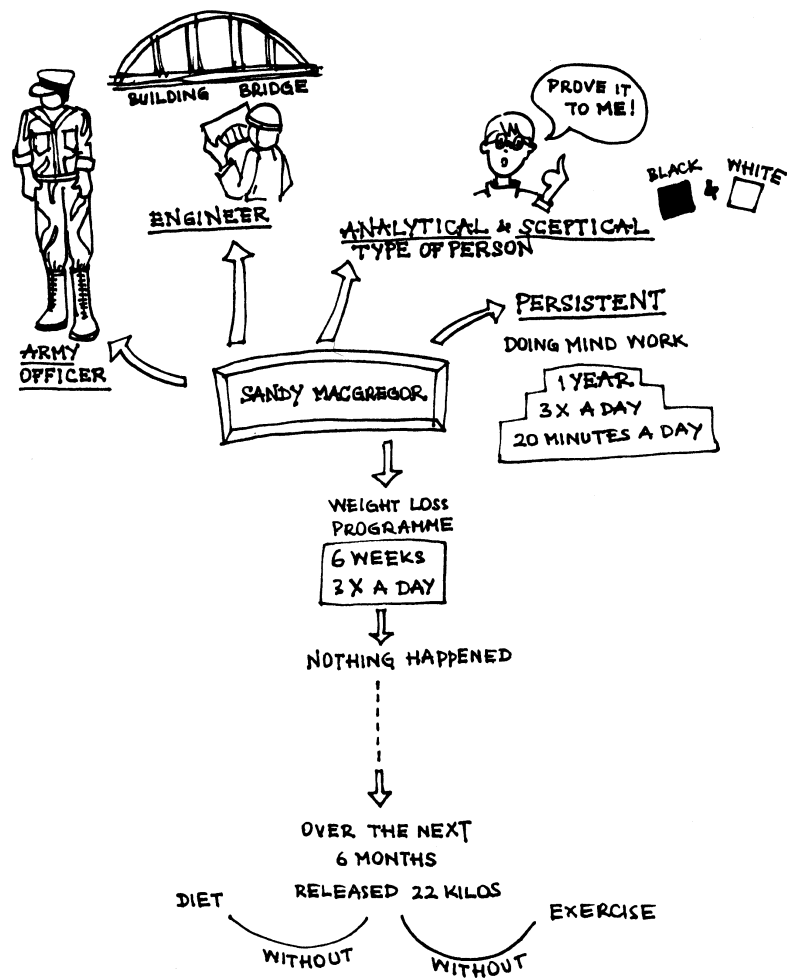 BUILDING BRIDGE
ENGINEER
PROVE IT
TO ME!
BLACK & WHITE
ANALYTICAL & SCEPTICAL
TYPE OF PERSON
ARMY
OFFICER
PERSISTENT
DOING MIND WORK
1 YEAR
3 X A DAY
20 MINUTES A DAY
SANDY MACGREGOR
WEIGHT LOSS
PROGRAMME
6 WEEKS
3 X A DAY
NOTHING HAPPENED
OVER THE NEXT
6 MONTHS
RELEASED 22 KILOS
DIET
WITHOUT
WITHOUT
EXERCISE